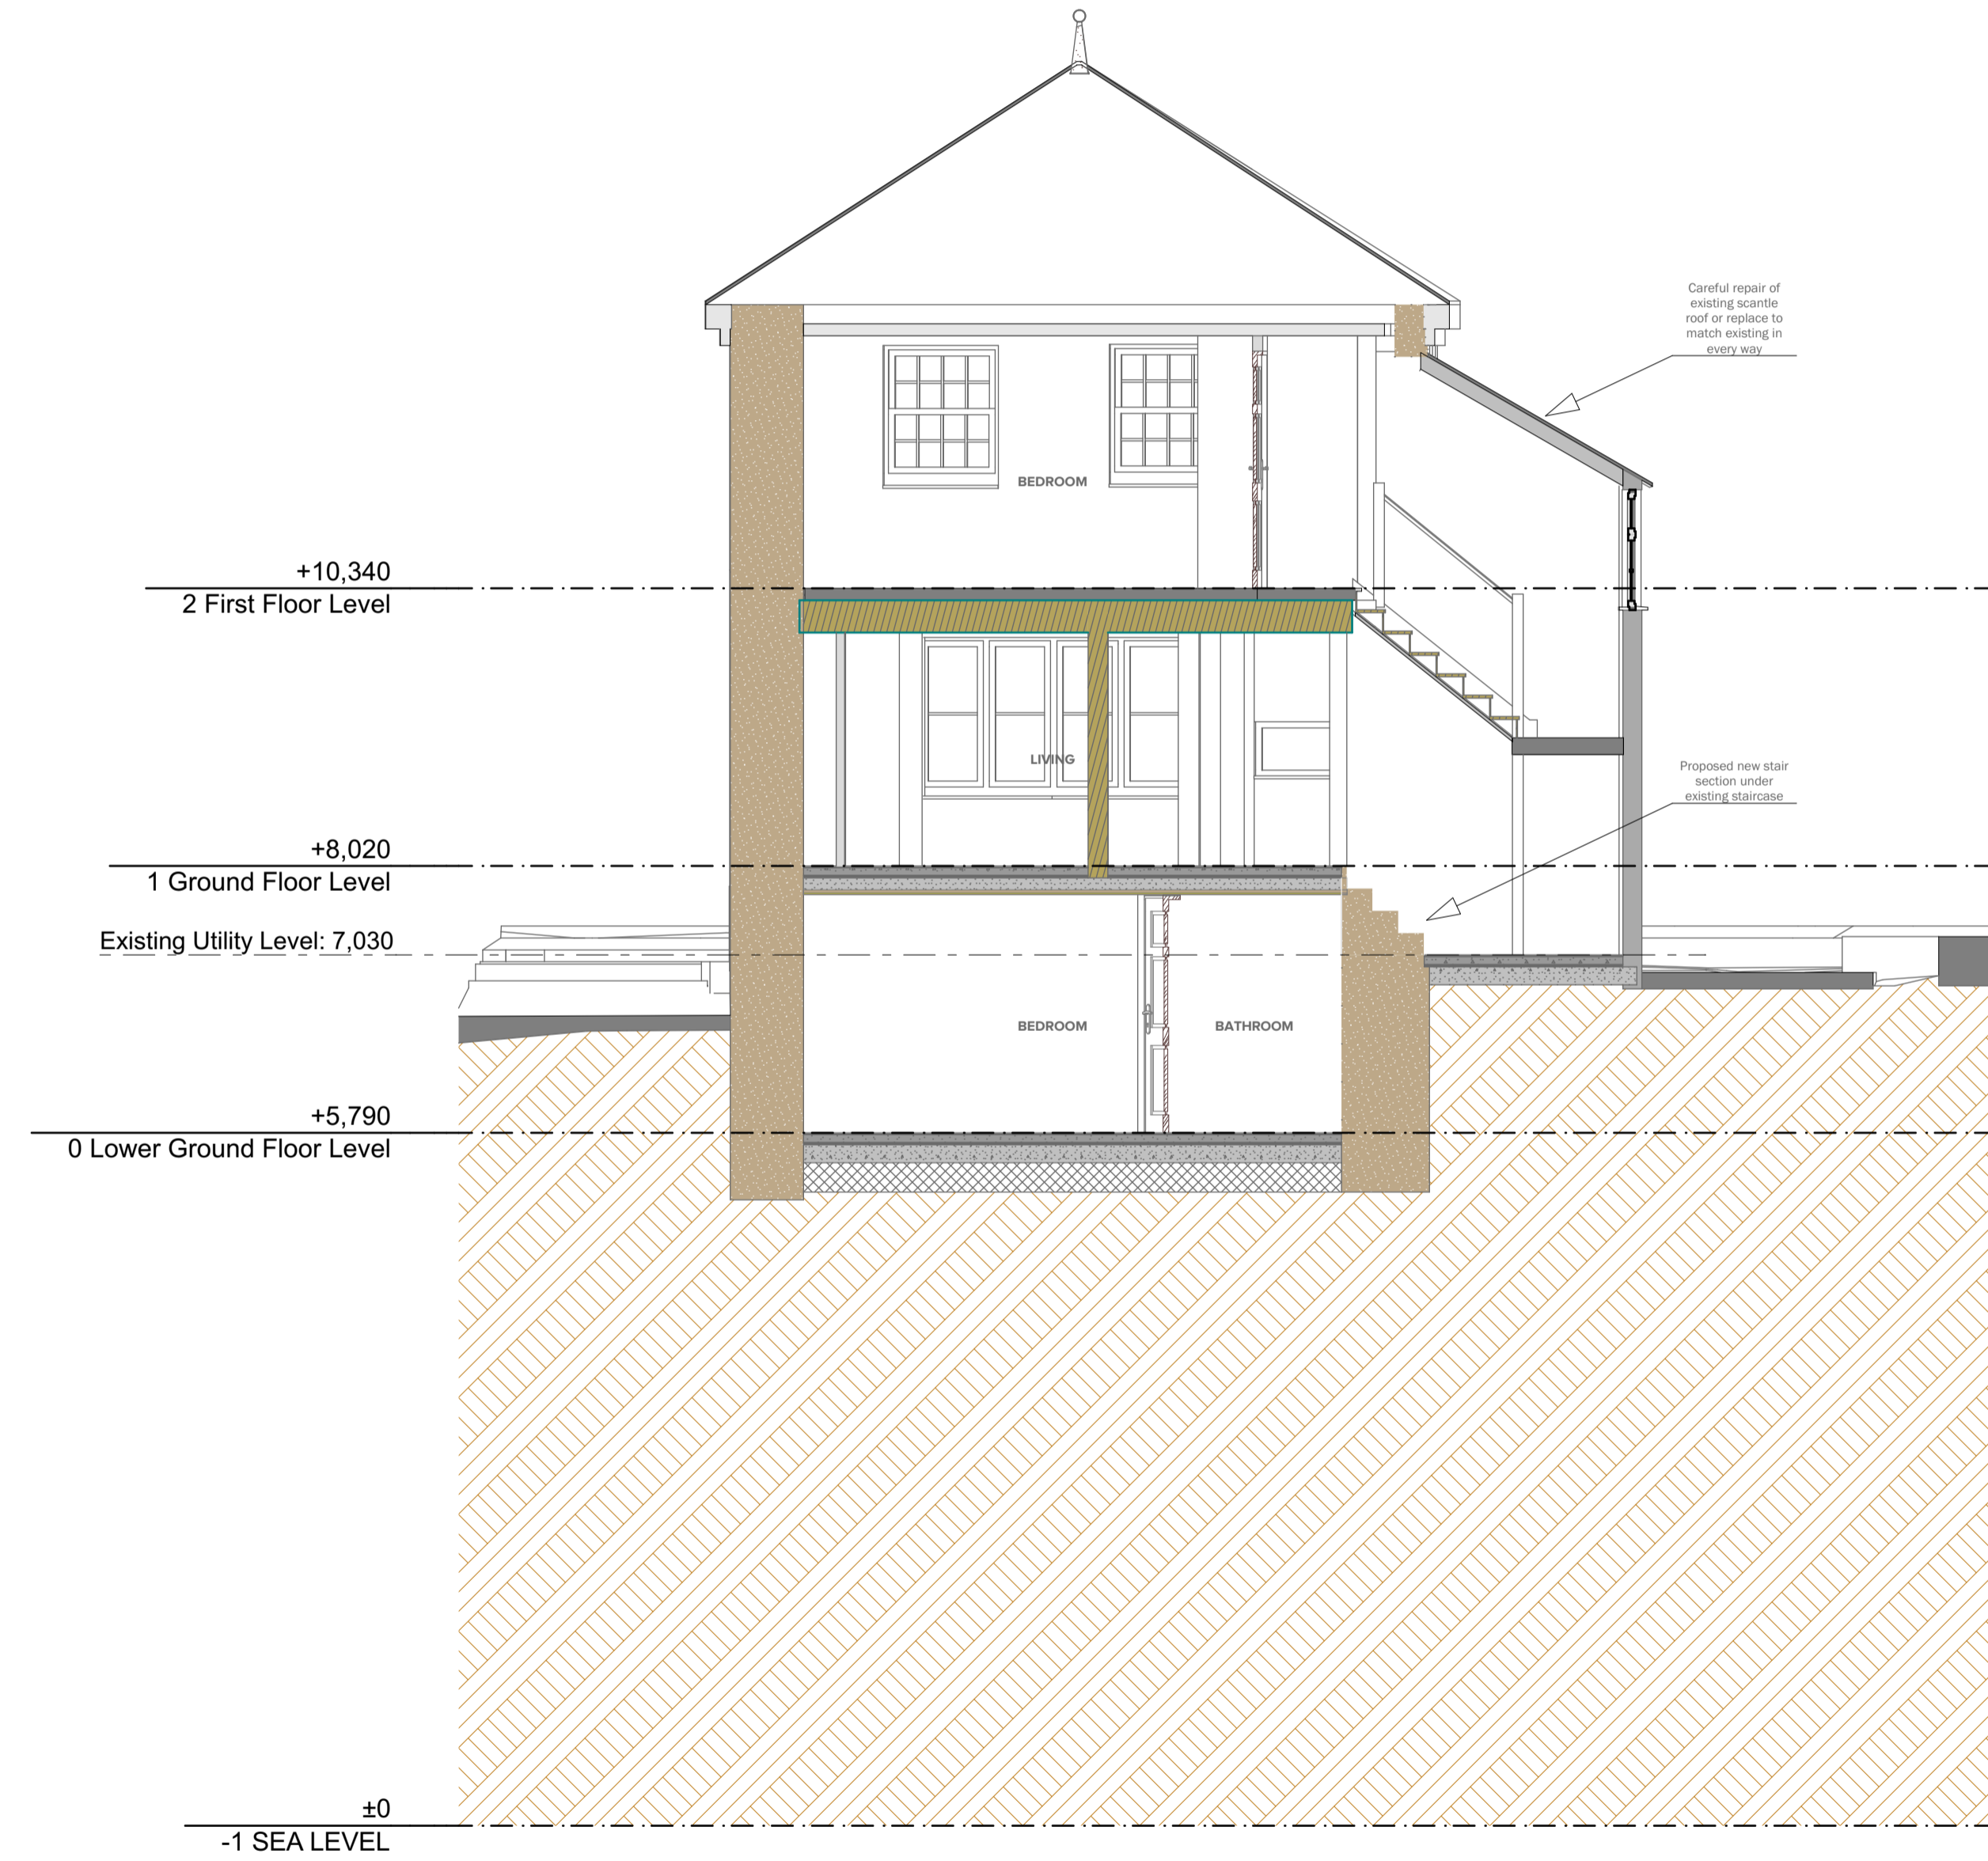 Careful repair of
existing scantle
roof or replace to
match existing in
every way
BEDROOM
+10,340
2 First Floor Level
LIVING
Proposed new stair
section under
existing staircase
+8,020
1 Ground Floor Level
Existing Utility Level: 7,030
BEDROOM BATHROOM
+5,790
0 Lower Ground Floor Level
±0
-1 SEA LEVEL